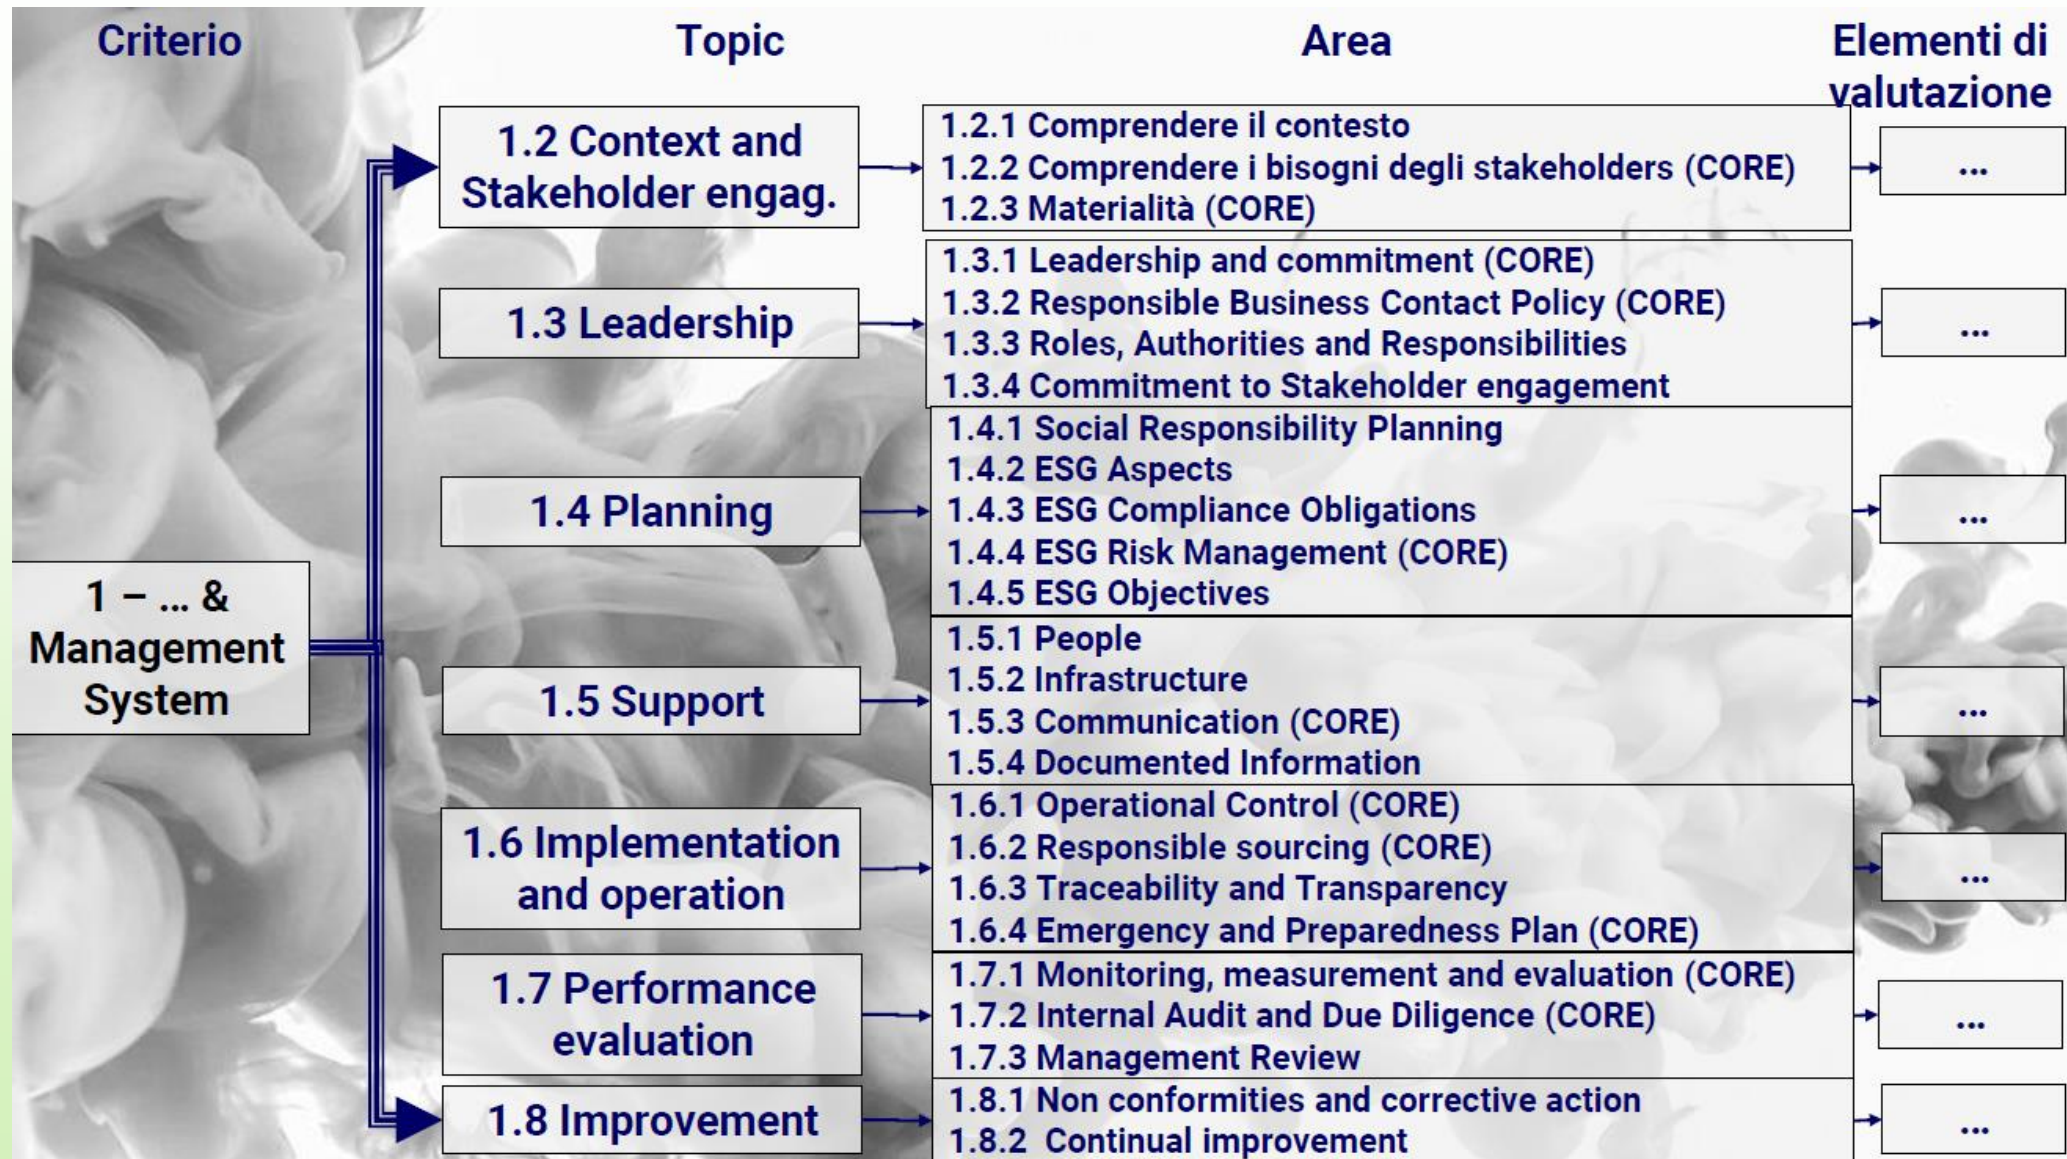 Criterio
Topic
Area
Elementi di
valutazione
1 – ... &
Management
System
1.2 Context and
Stakeholder engag.
1.2.1 Comprendere il contesto
1.2.2 Comprendere i bisogni degli stakeholders (CORE)
1.2.3 Materialità (CORE)
...
1.3 Leadership
1.3.1 Leadership and commitment (CORE)
1.3.2 Responsible Business Contact Policy (CORE)
1.3.3 Roles, Authorities and Responsibilities
1.3.4 Commitment to Stakeholder engagement
...
1.4 Planning
1.4.1 Social Responsibility Planning
1.4.2 ESG Aspects
1.4.3 ESG Compliance Obligations
1.4.4 ESG Risk Management (CORE)
1.4.5 ESG Objectives
...
1.5 Support
1.5.1 People
1.5.2 Infrastructure
1.5.3 Communication (CORE)
1.5.4 Documented Information
...
1.6 Implementation
and operation
1.6.1 Operational Control (CORE)
1.6.2 Responsible sourcing (CORE)
1.6.3 Traceability and Transparency
1.6.4 Emergency and Preparedness Plan (CORE)
...
1.7 Performance
evaluation
1.7.1 Monitoring, measurement and evaluation (CORE)
1.7.2 Internal Audit and Due Diligence (CORE)
1.7.3 Management Review
...
1.8 Improvement
1.8.1 Non conformities and corrective action
1.8.2 Continual improvement
...